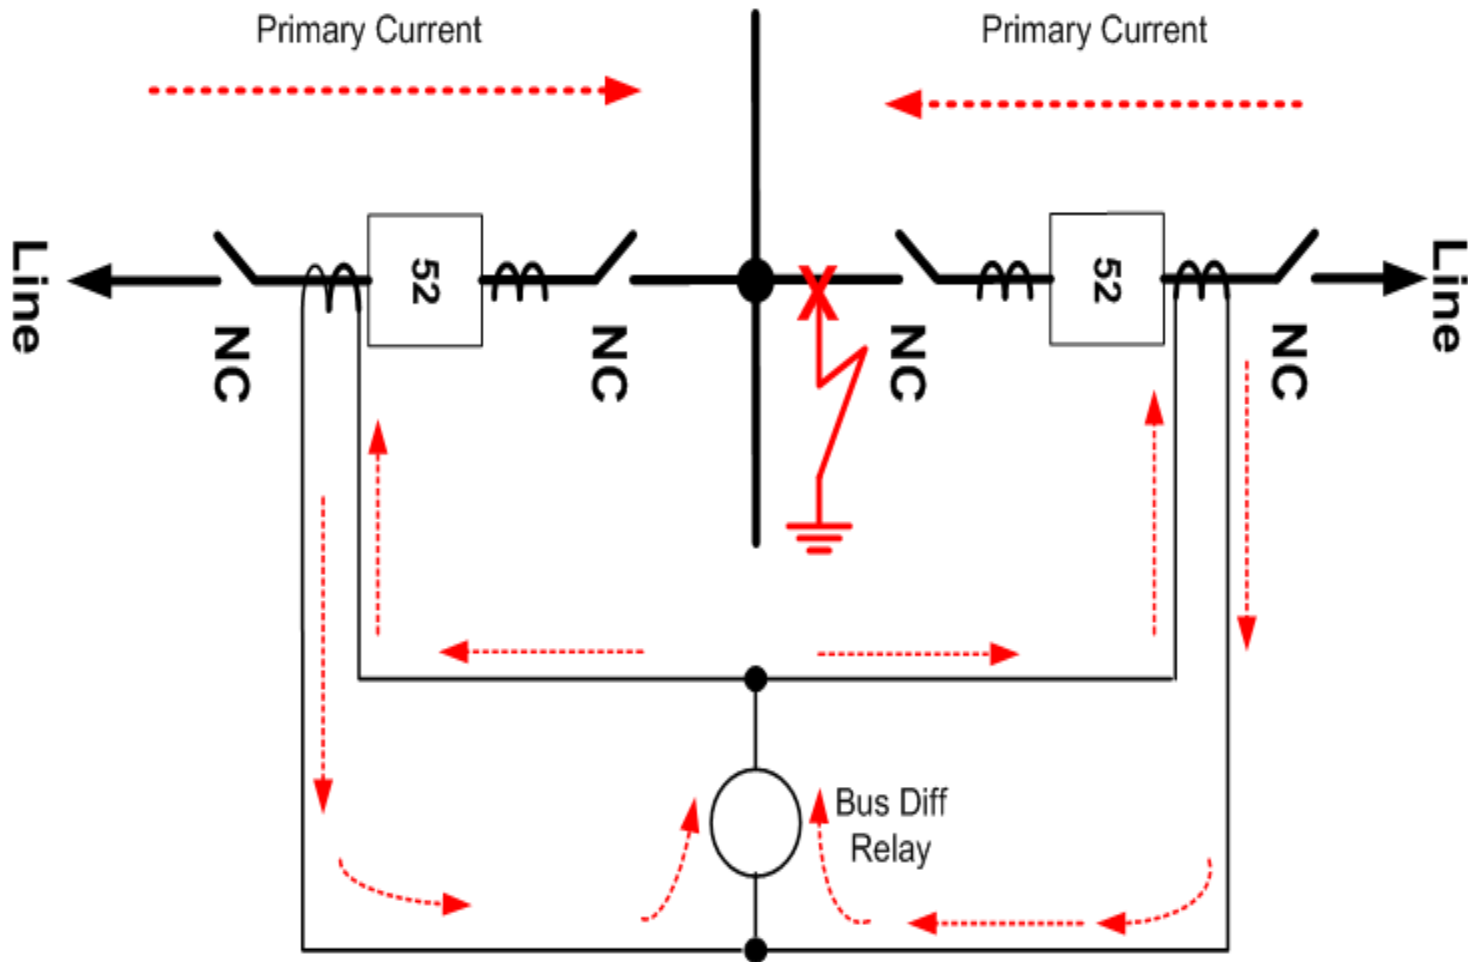 Primary Current
Primary Current
Line
52
52
Line
NC
NC
NC
NC
X
Bus Diff
Relay